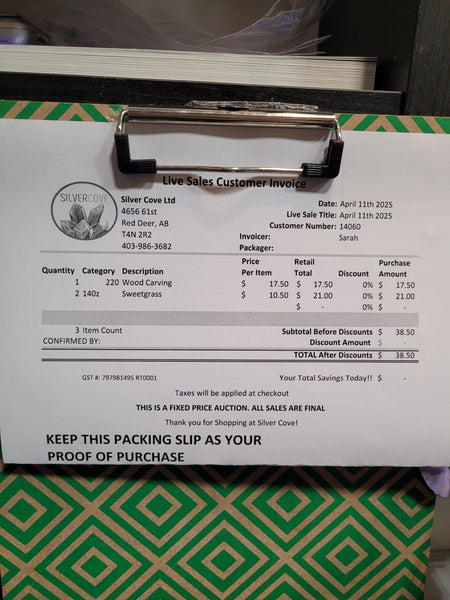 Live Sales Customer Invoice
SILVERCOVE
Silver Cove Ltd
4656 61st
Red Deer, AB
T4N 2R2
403-986-3682
Date: April 11th 2025
Live Sale Title: April 11th 2025
Customer Number: 14060
Invoicer: Sarah
Packager:
Quantity Category Description Price Per Item Retail Total Discount Purchase Amount
1 220 Wood Carving $ 17.50 $ 17.50 0% $ 17.50
2 140z Sweetgrass $ 10.50 $ 21.00 0% $ 21.00
$ - 0% $ -
3 Item Count Subtotal Before Discounts $ 38.50
CONFIRMED BY: Discount Amount $ -
TOTAL After Discounts $ 38.50
GST #: 797981495 RT0001 Your Total Savings Today!! $ -
Taxes will be applied at checkout
THIS IS A FIXED PRICE AUCTION. ALL SALES ARE FINAL
Thank you for Shopping at Silver Cove!
KEEP THIS PACKING SLIP AS YOUR
PROOF OF PURCHASE